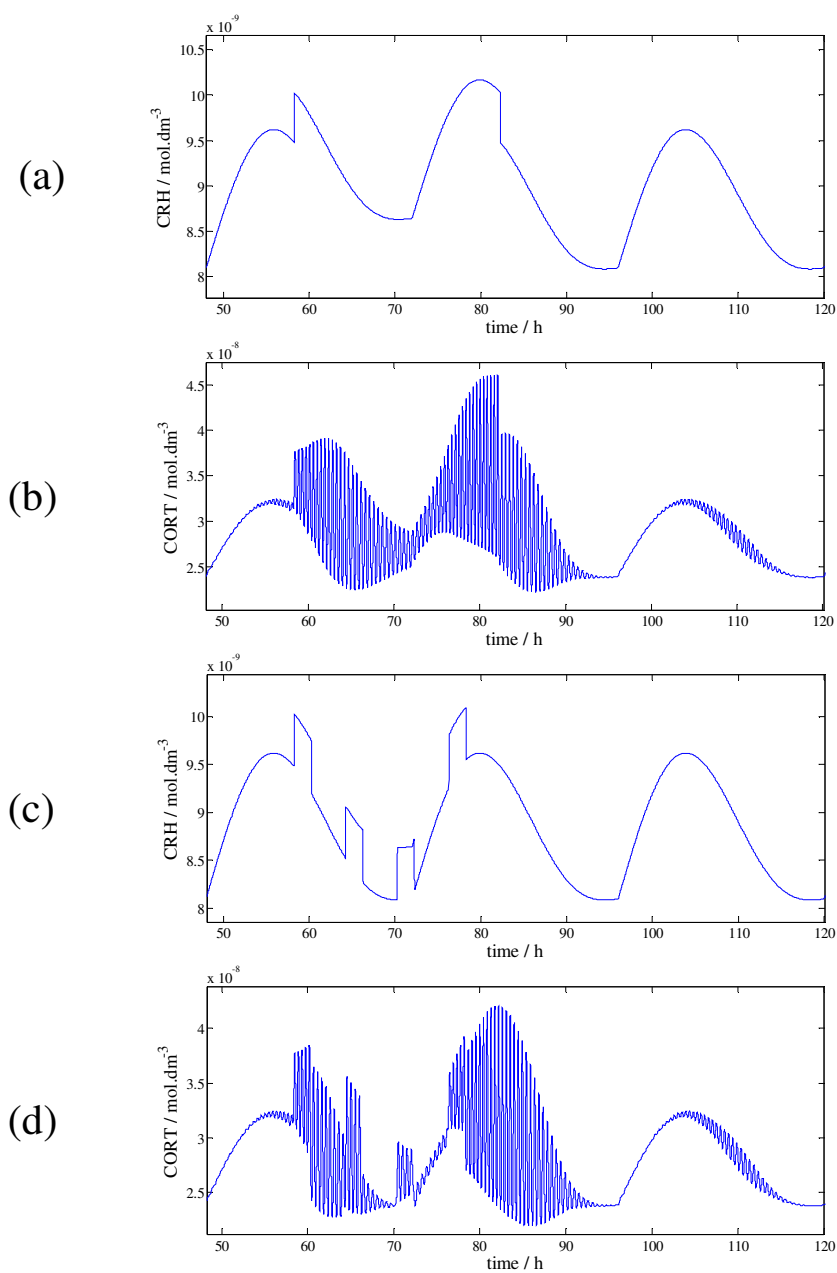 (a)
x 10-9
CRH / mol.dm-3
10.5
10
9.5
9
8.5
8
50 60 70 80 90 100 110 120
time / h
(b)
x 10-8
CORT / mol.dm-3
4.5
4
3.5
3
2.5
50 60 70 80 90 100 110 120
time / h
(c)
x 10-9
CRH / mol.dm-3
10
9.5
9
8.5
8
50 60 70 80 90 100 110 120
time / h
(d)
x 10-8
CORT / mol.dm-3
4
3.5
3
2.5
50 60 70 80 90 100 110 120
time / h